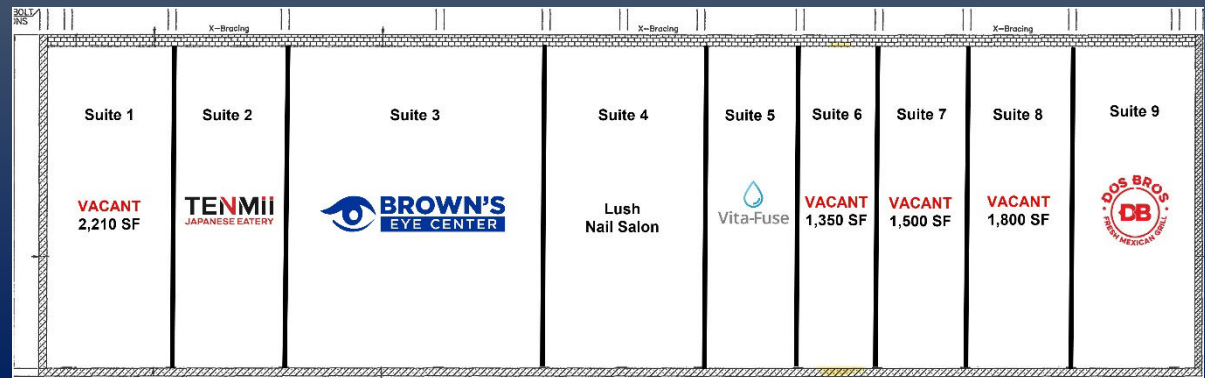 BOLT
NS
X-Bracing
X-Bracing
X-Bracing
Suite 1
VACANT
2,210 SF
Suite 2
TENMii
JAPANESE EATERY
Suite 3
BROWN'S
EYE CENTER
Suite 4
Lush
Nail Salon
Suite 5
Vita-Fuse
Suite 6
VACANT
1,350 SF
Suite 7
VACANT
1,500 SF
Suite 8
VACANT
1,800 SF
Suite 9
DOS BROS
DB
FRESH MEXICAN GRILL